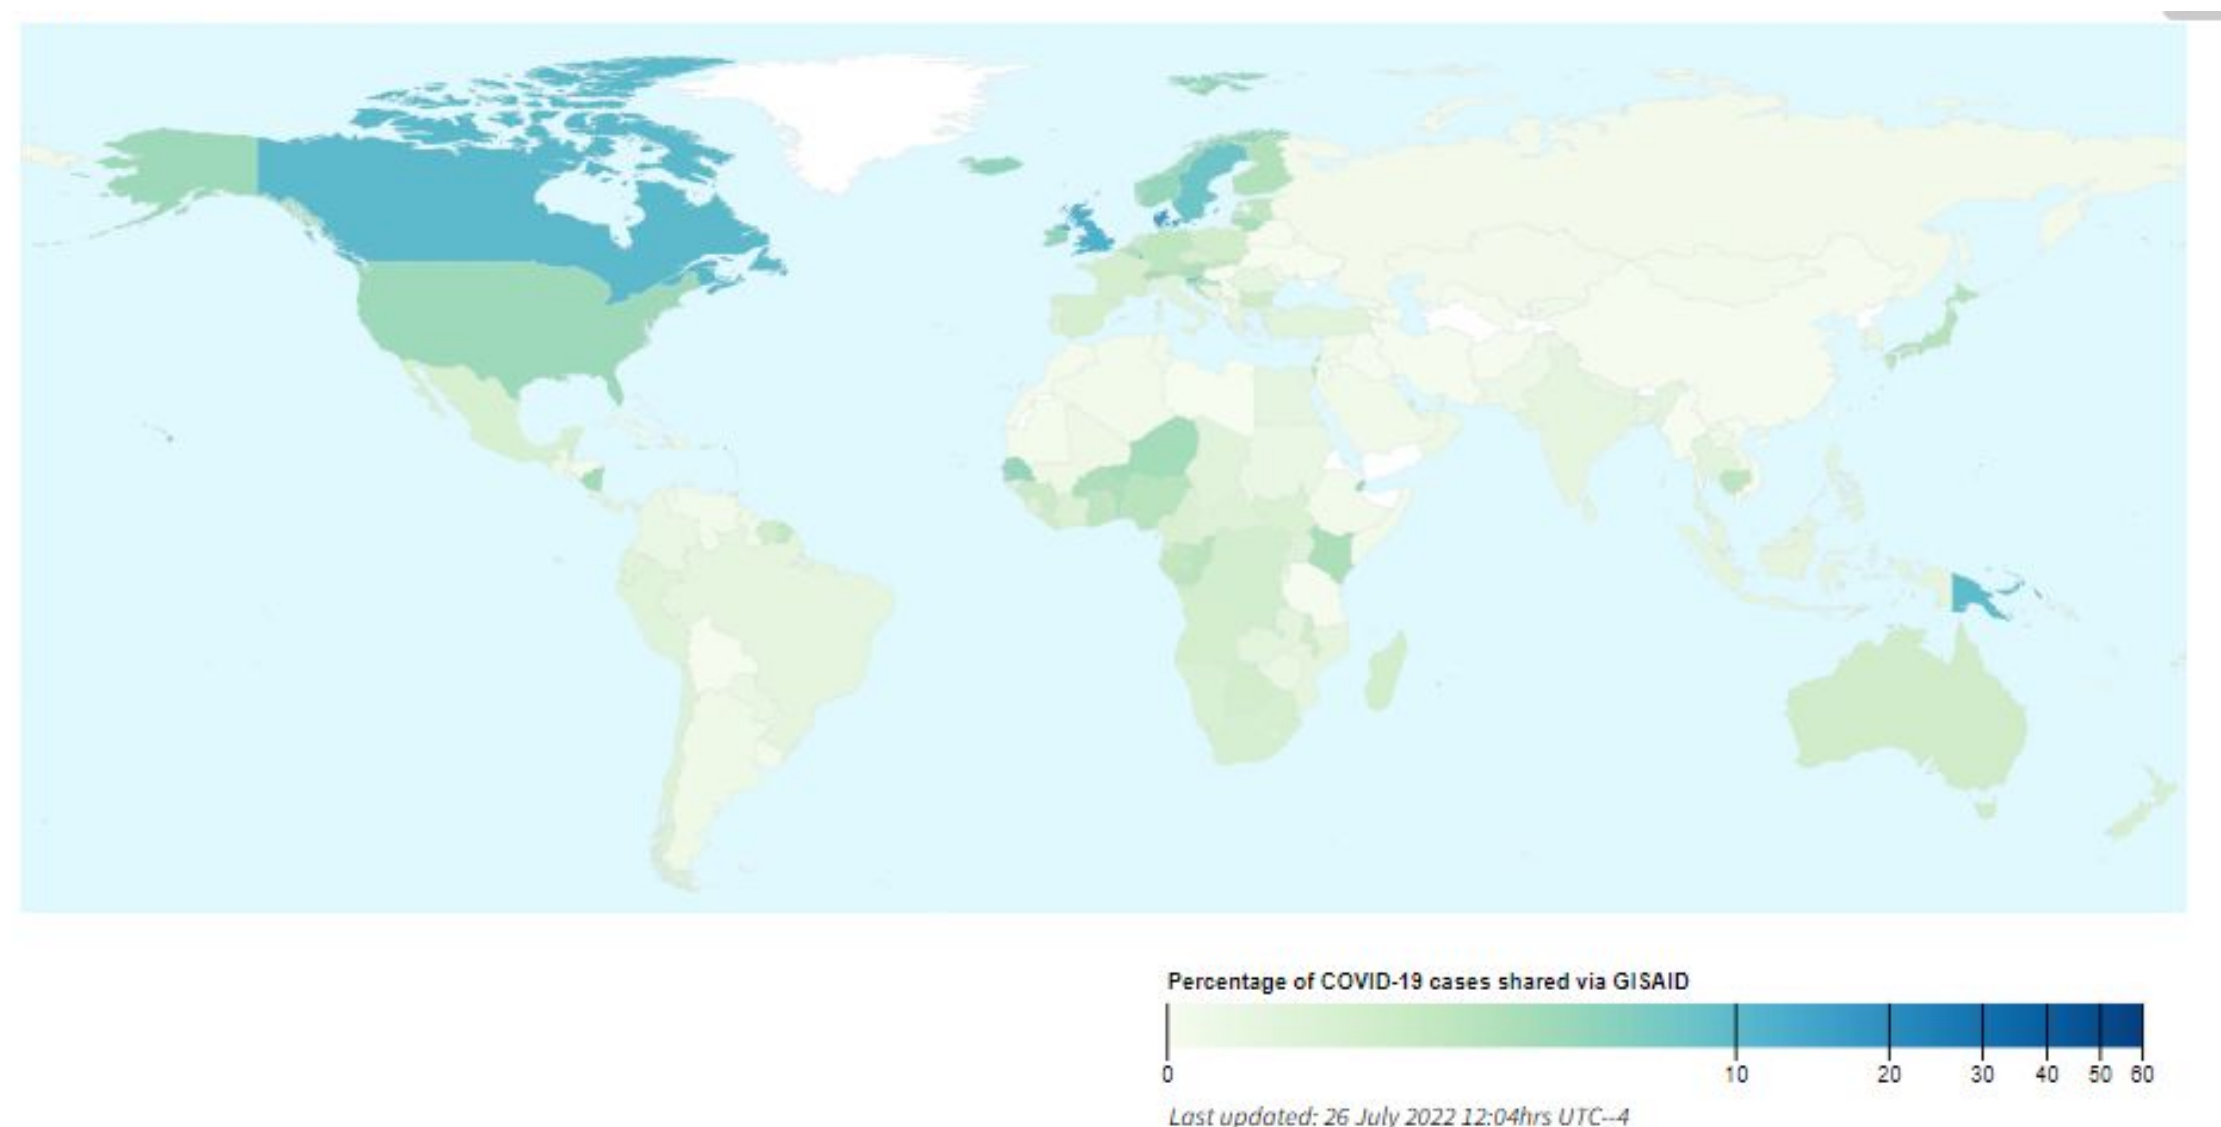 Percentage of COVID-19 cases shared via GISAID
0 10 20 30 40 50 60
Last updated: 26 July 2022 12:04hrs UTC--4